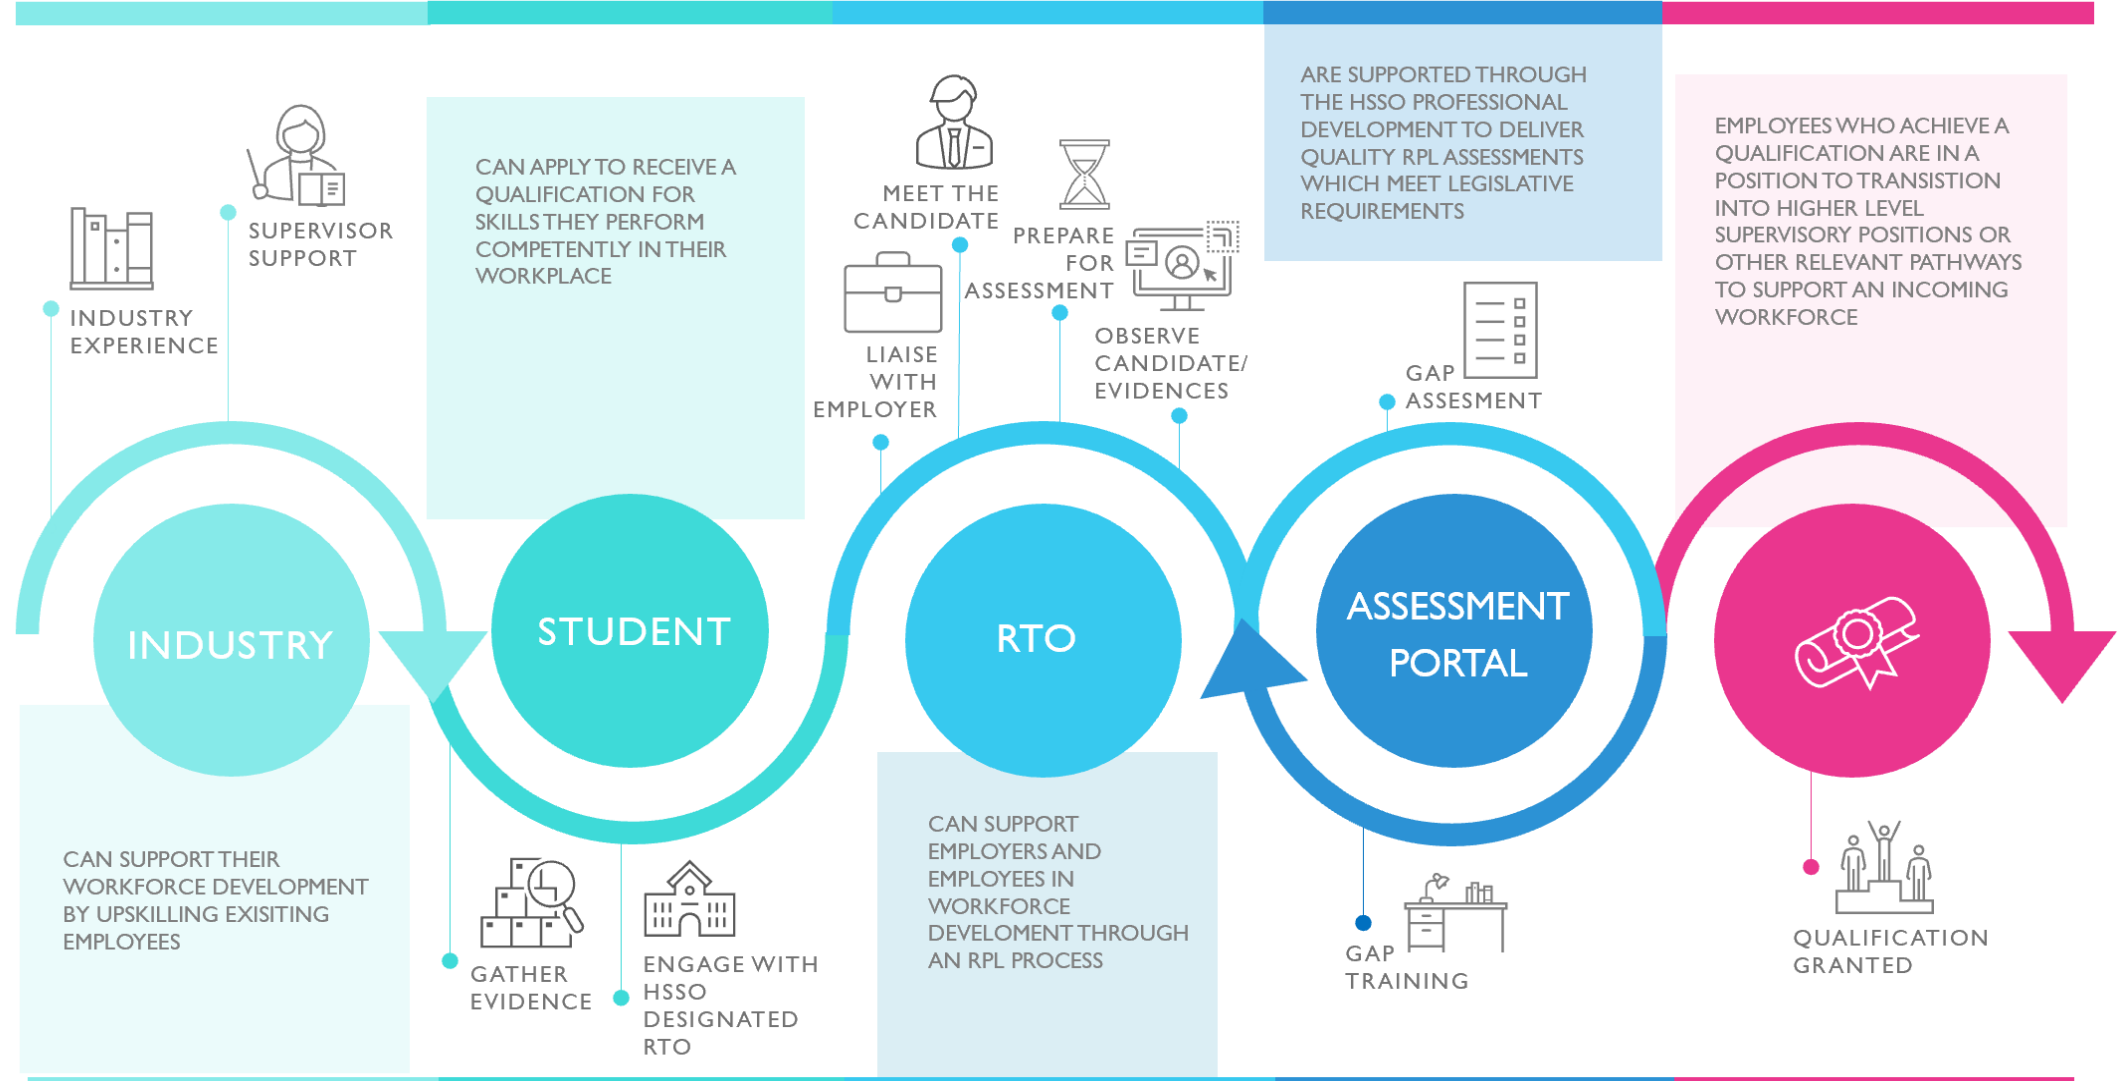 INDUSTRY
EXPERIENCE
SUPERVISOR
SUPPORT
INDUSTRY
CAN SUPPORT THEIR
WORKFORCE DEVELOPMENT
BY UPSKILLING EXISITING
EMPLOYEES
CAN APPLY TO RECEIVE A
QUALIFICATION FOR
SKILLS THEY PERFORM
COMPETENTLY IN THEIR
WORKPLACE
STUDENT
GATHER
EVIDENCE
ENGAGE WITH
HSSO
DESIGNATED
RTO
LIAISE
WITH
EMPLOYER
MEET THE
CANDIDATE
PREPARE
FOR
ASSESSMENT
OBSERVE
CANDIDATE/
EVIDENCES
RTO
CAN SUPPORT
EMPLOYERS AND
EMPLOYEES IN
WORKFORCE
DEVELOMENT THROUGH
AN RPL PROCESS
ARE SUPPORTED THROUGH
THE HSSO PROFESSIONAL
DEVELOPMENT TO DELIVER
QUALITY RPL ASSESSMENTS
WHICH MEET LEGISLATIVE
REQUIREMENTS
GAP
ASSESMENT
ASSESSMENT
PORTAL
GAP
TRAINING
EMPLOYEES WHO ACHIEVE A
QUALIFICATION ARE IN A
POSITION TO TRANSISTION
INTO HIGHER LEVEL
SUPERVISORY POSITIONS OR
OTHER RELEVANT PATHWAYS
TO SUPPORT AN INCOMING
WORKFORCE
QUALIFICATION
GRANTED